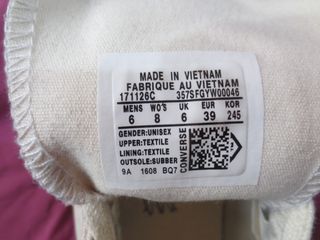 MADE IN VIETNAM
FABRIQUE AU VIETNAM
171126C 357SFGYW00046
MENS WO'S UK EUR KOR
6 8 6 39 245
GENDER:UNISEX
UPPER:TEXTILE
LINING:TEXTILE
OUTSOLE:SUBBER
9A 1608 BQ7
CONVERSE